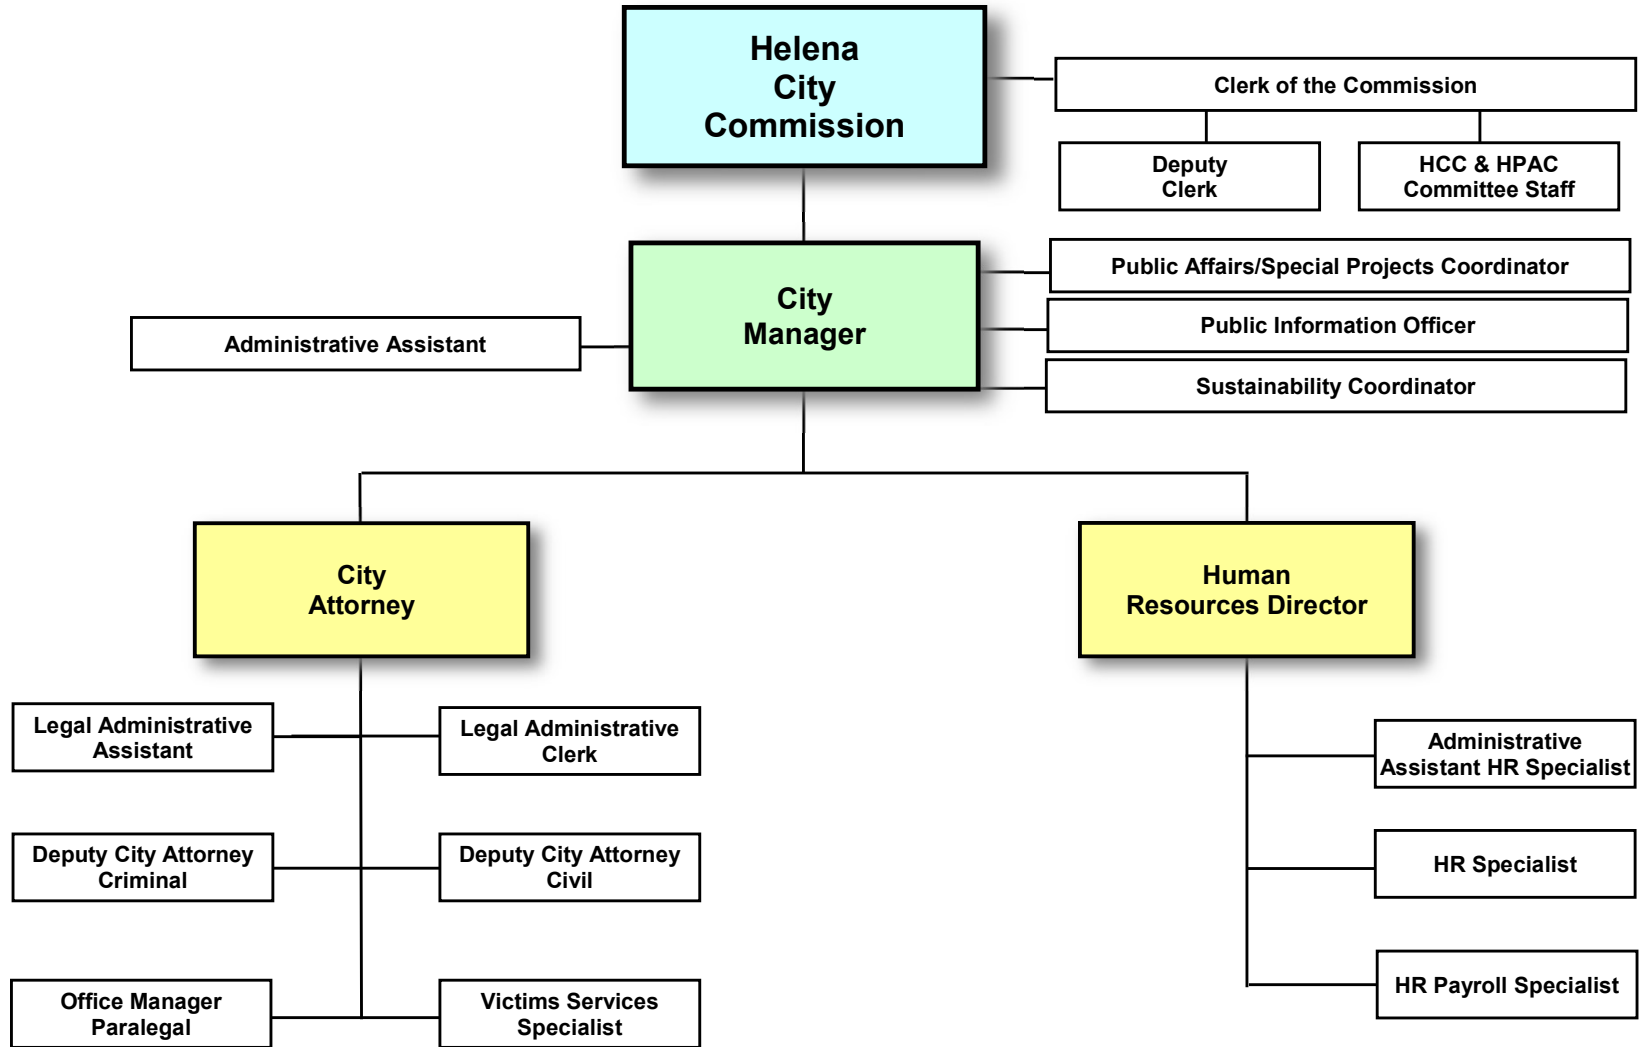 Helena
City
Commission
Clerk of the Commission
Deputy
Clerk
HCC & HPAC
Committee Staff
City
Manager
Public Affairs/Special Projects Coordinator
Public Information Officer
Sustainability Coordinator
Administrative Assistant
City
Attorney
Human
Resources Director
Legal Administrative
Assistant
Legal Administrative
Clerk
Deputy City Attorney
Criminal
Deputy City Attorney
Civil
Office Manager
Paralegal
Victims Services
Specialist
Administrative
Assistant HR Specialist
HR Specialist
HR Payroll Specialist